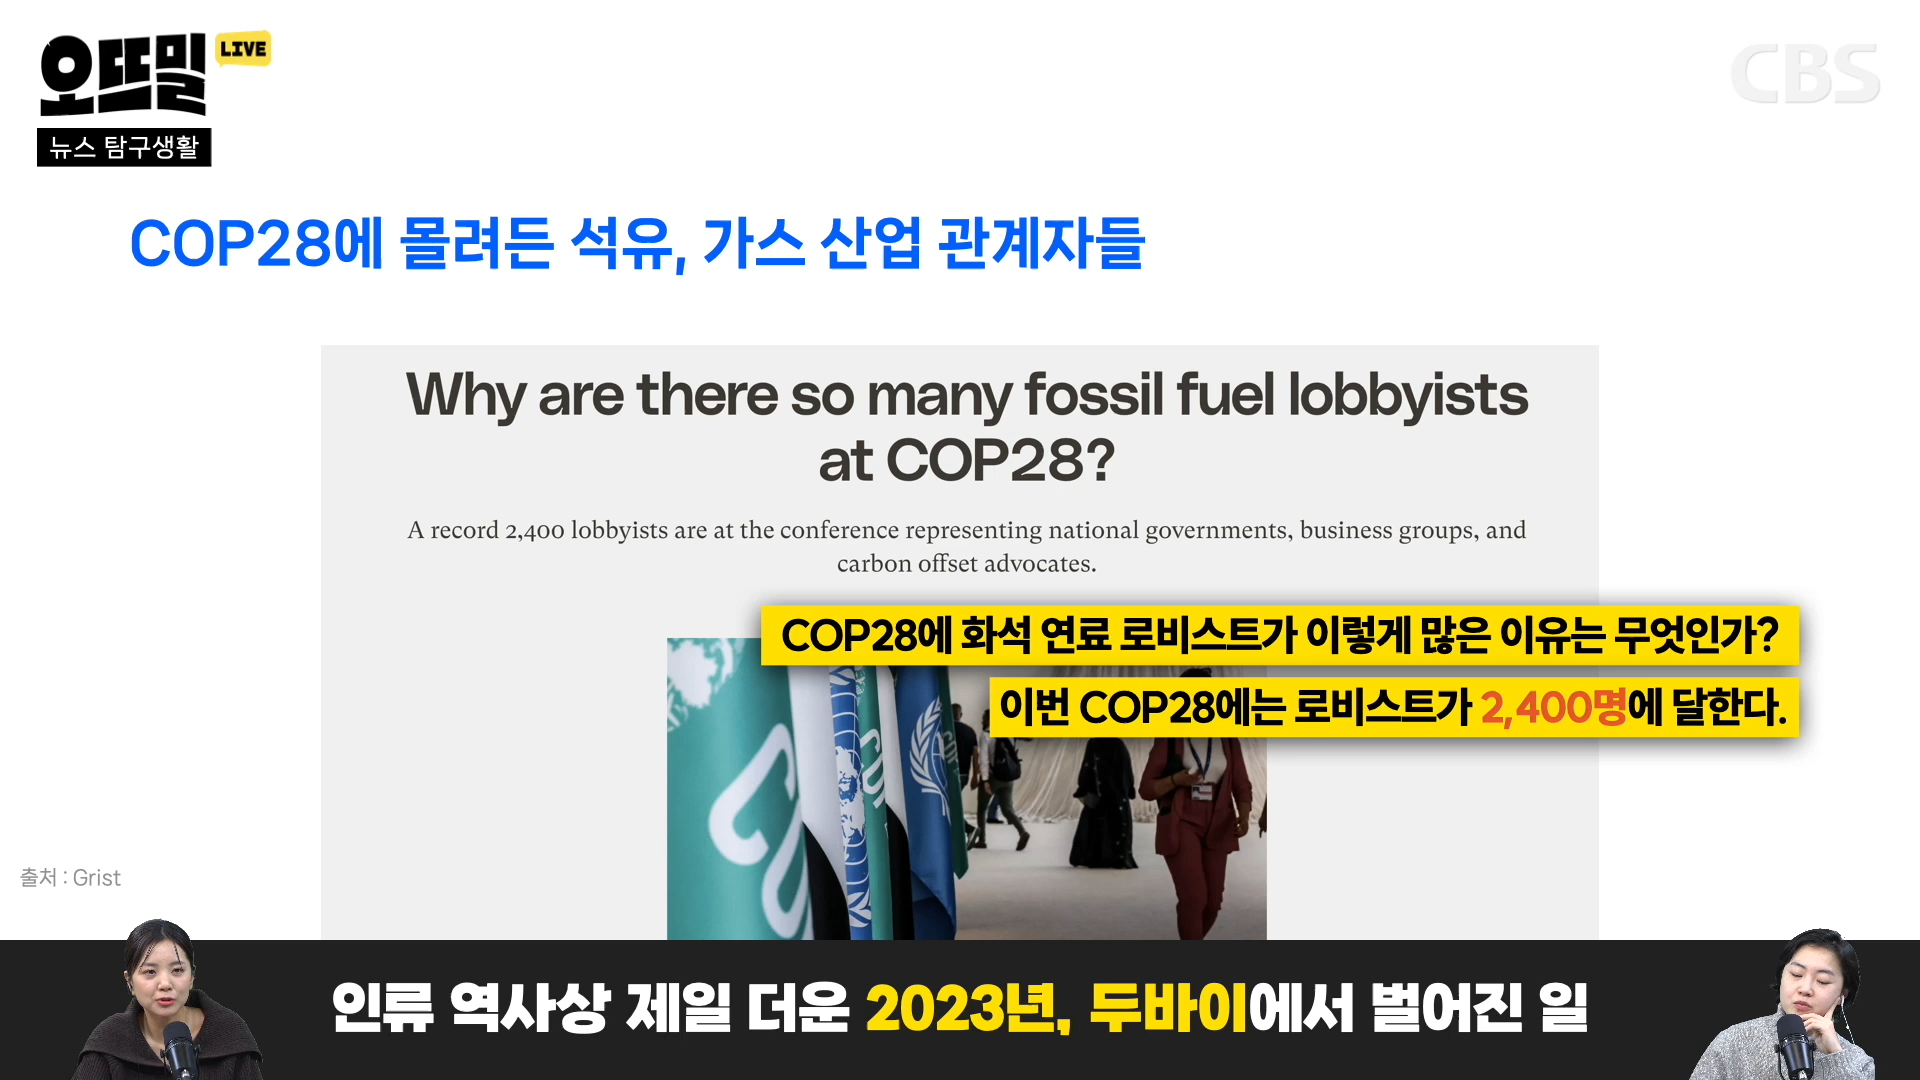 오뜨밀
LIVE
뉴스 탐구생활
CBS
COP28에 몰려든 석유, 가스 산업 관계자들
Why are there so many fossil fuel lobbyists
at COP28?
A record 2,400 lobbyists are at the conference representing national governments, business groups, and
carbon offset advocates.
COP28에 화석 연료 로비스트가 이렇게 많은 이유는 무엇인가?
이번 COP28에는 로비스트가 2,400명에 달한다.
출처 : Grist
인류 역사상 제일 더운 2023년, 두바이에서 벌어진 일